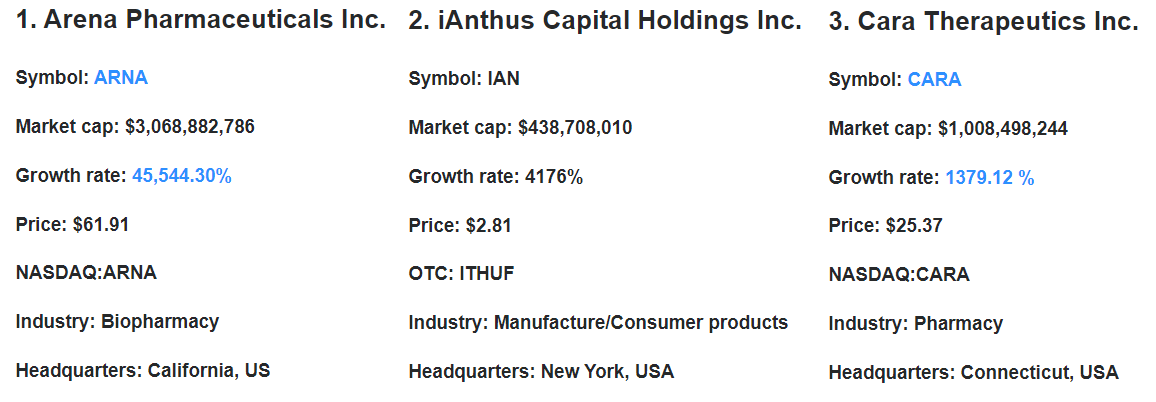 1. Arena Pharmaceuticals Inc.
Symbol: ARNA
Market cap: $3,068,882,786
Growth rate: 45,544.30%
Price: $61.91
NASDAQ:ARNA
Industry: Biopharmacy
Headquarters: California, US
2. iAnthus Capital Holdings Inc.
Symbol: IAN
Market cap: $438,708,010
Growth rate: 4176%
Price: $2.81
OTC: ITHUF
Industry: Manufacture/Consumer products
Headquarters: New York, USA
3. Cara Therapeutics Inc.
Symbol: CARA
Market cap: $1,008,498,244
Growth rate: 1379.12 %
Price: $25.37
NASDAQ:CARA
Industry: Pharmacy
Headquarters: Connecticut, USA